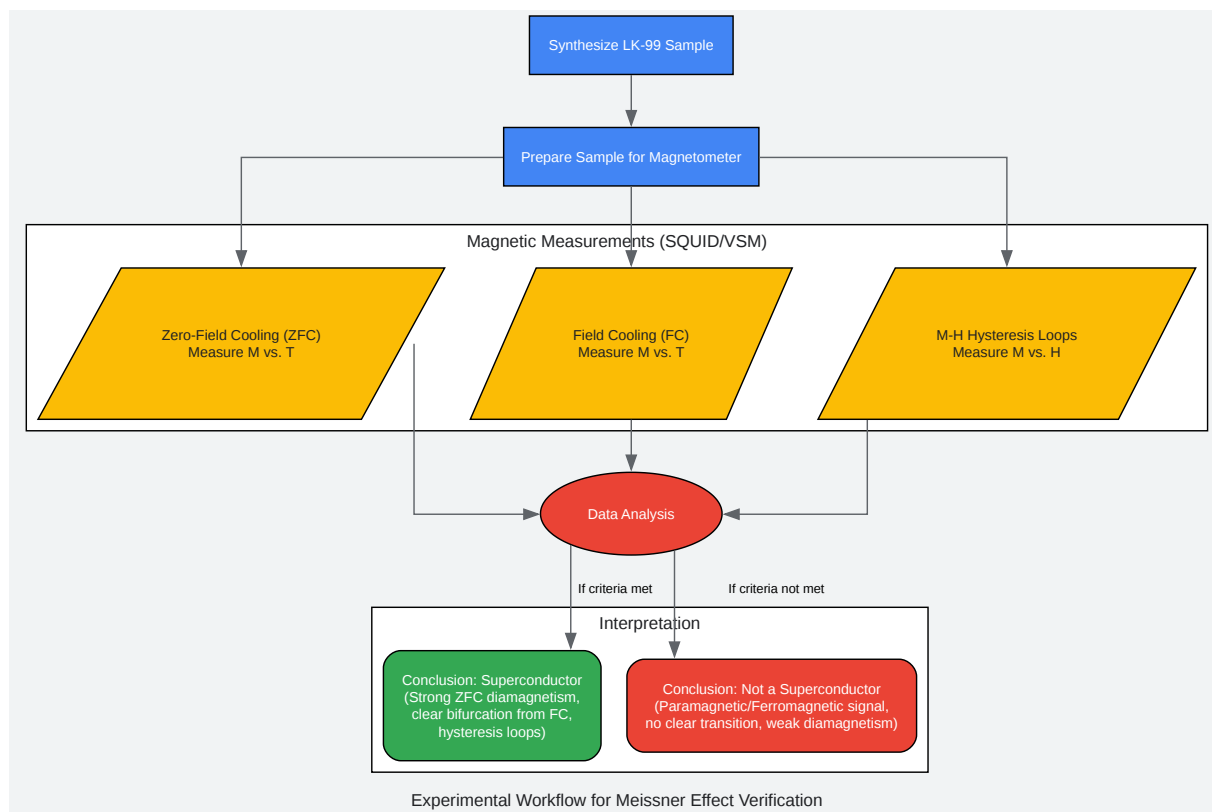 Synthesize LK-99 Sample
Prepare Sample for Magnetometer
Magnetic Measurements (SQUID/VSM)
Zero-Field Cooling (ZFC)
Measure M vs. T
Field Cooling (FC)
Measure M vs. T
M-H Hysteresis Loops
Measure M vs. H
Data Analysis
If criteria met
If criteria not met
Interpretation
Conclusion: Superconductor
(Strong ZFC diamagnetism,
clear bifurcation from FC,
hysteresis loops)
Conclusion: Not a Superconductor
(Paramagnetic/Ferromagnetic signal,
no clear transition, weak diamagnetism)
Experimental Workflow for Meissner Effect Verification